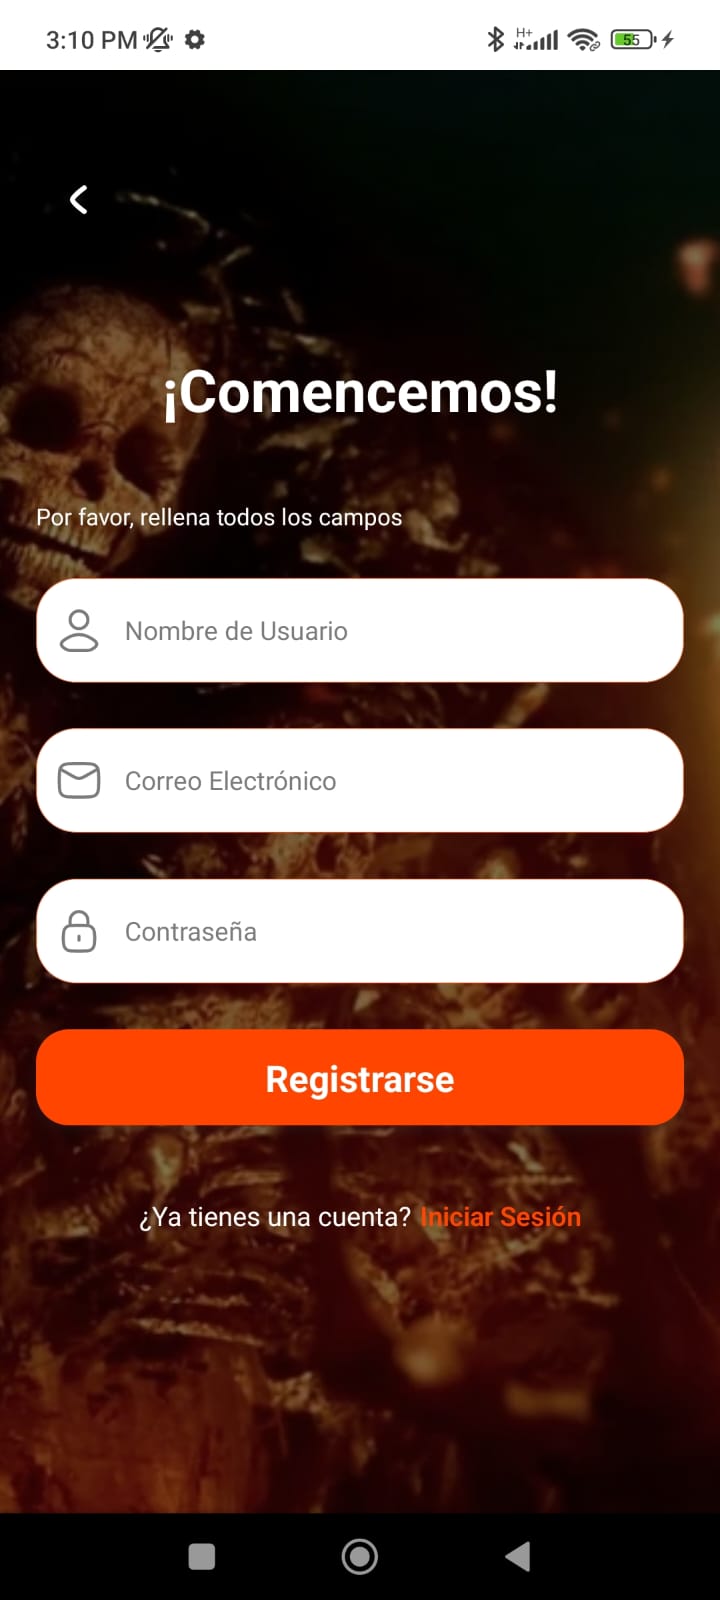 3:10 PM
H+
55
¡Comencemos!
Por favor, rellena todos los campos
Nombre de Usuario
Correo Electrónico
Contraseña
Registrarse
¿Ya tienes una cuenta? Iniciar Sesión